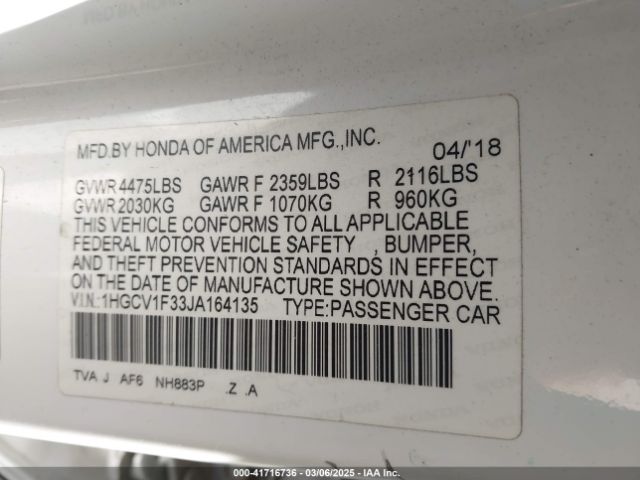 MFD.BY HONDA OF AMERICA MFG.,INC. 04/'18
GVWR 4475LBS GAWR F 2359LBS R 2116LBS
GVWR 2030KG GAWR F 1070KG R 960KG
THIS VEHICLE CONFORMS TO ALL APPLICABLE
FEDERAL MOTOR VEHICLE SAFETY , BUMPER,
AND THEFT PREVENTION STANDARDS IN EFFECT
ON THE DATE OF MANUFACTURE SHOWN ABOVE.
V.I.N.:1HGCV1F33JA164135 TYPE:PASSENGER CAR
TVA J AF6 NH883P .Z .A
000-41716736 - 03/06/2025 - IAA Inc.